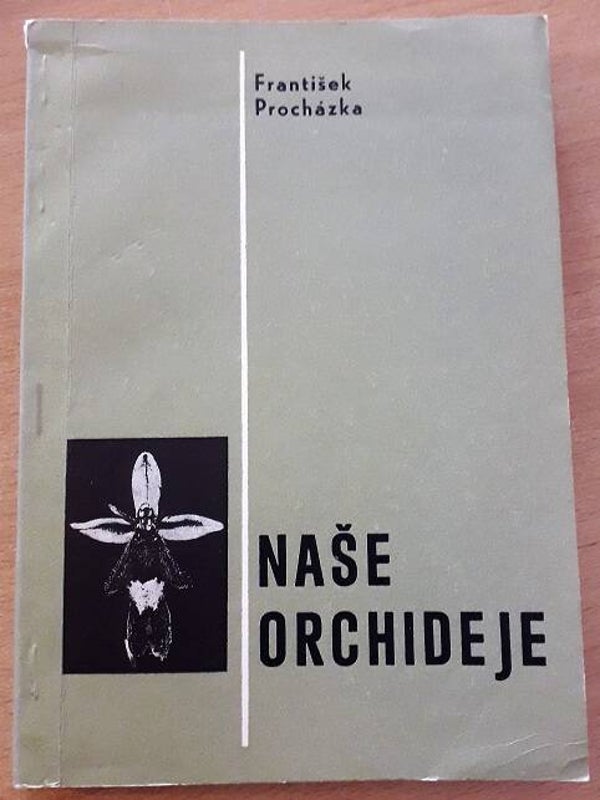 František
Procházka
NAŠE
ORCHIDEJE